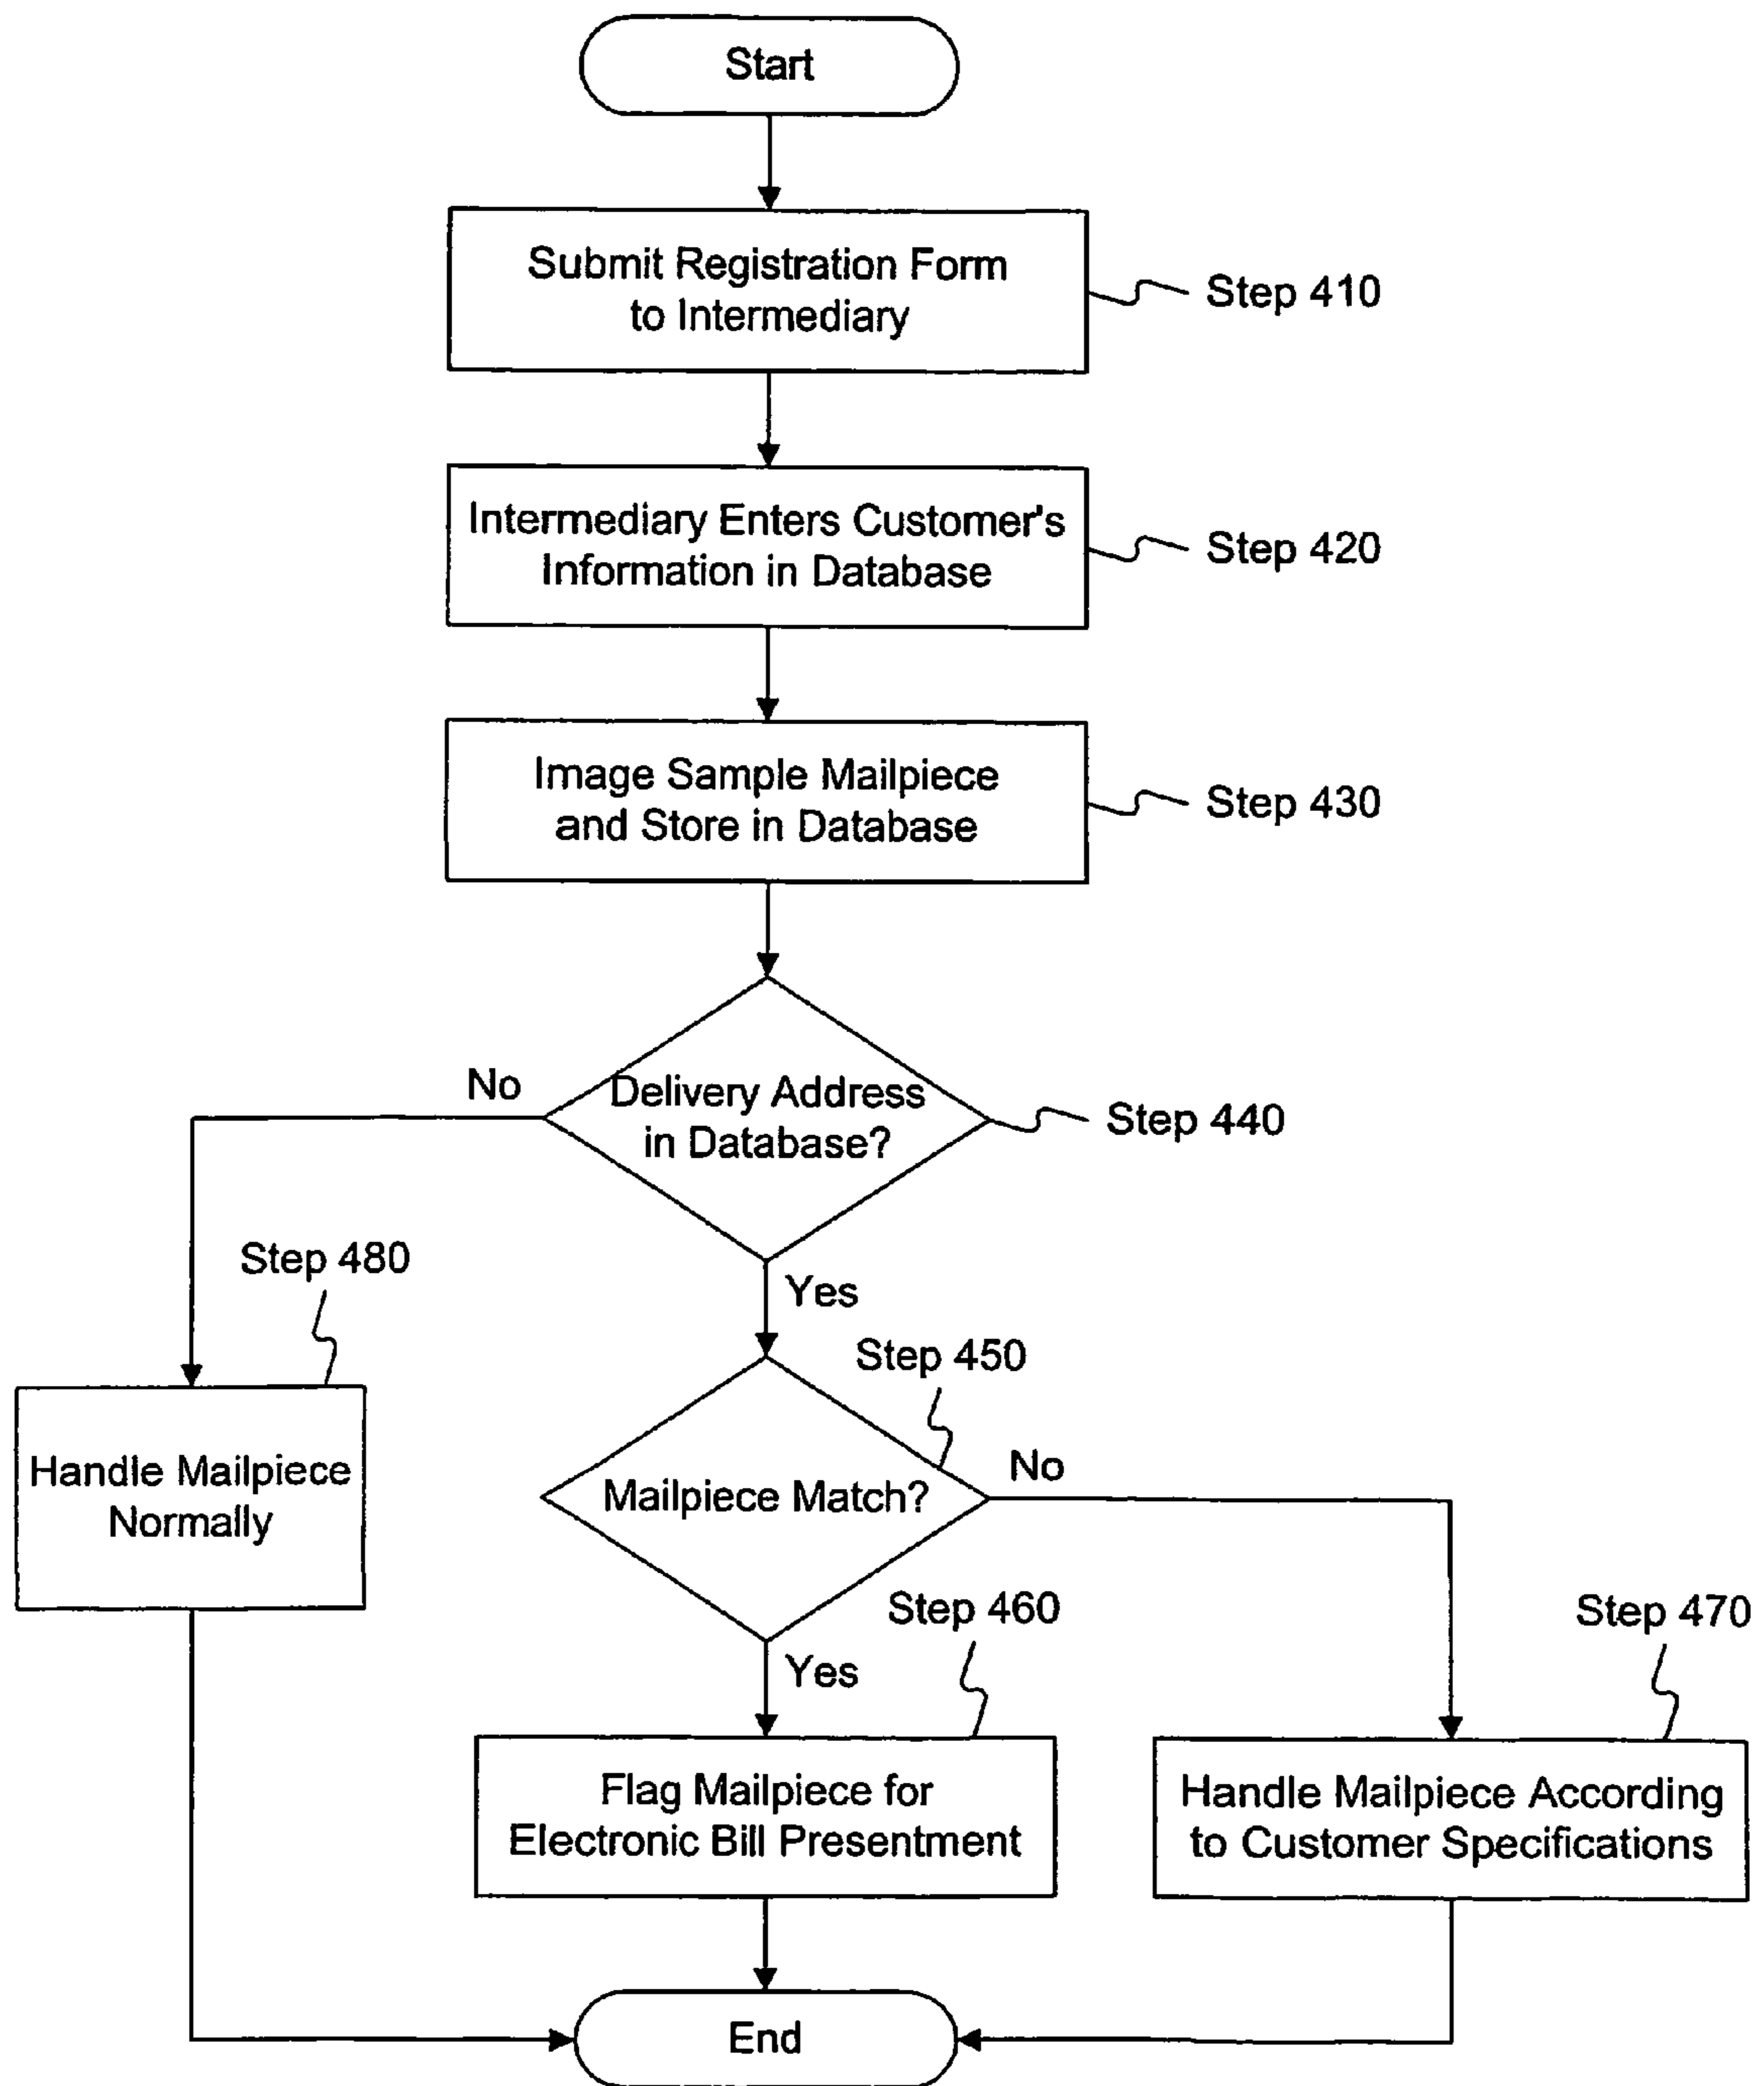 Start
Submit Registration Form
to Intermediary
Step 410
Intermediary Enters Customer's
Information in Database
Step 420
Image Sample Mailpiece
and Store in Database
Step 430
No
Delivery Address
in Database?
Step 440
Step 480
Yes
Step 450
Handle Mailpiece
Normally
Mailpiece Match?
No
Step 460
Step 470
Yes
Flag Mailpiece for
Electronic Bill Presentment
Handle Mailpiece According
to Customer Specifications
End